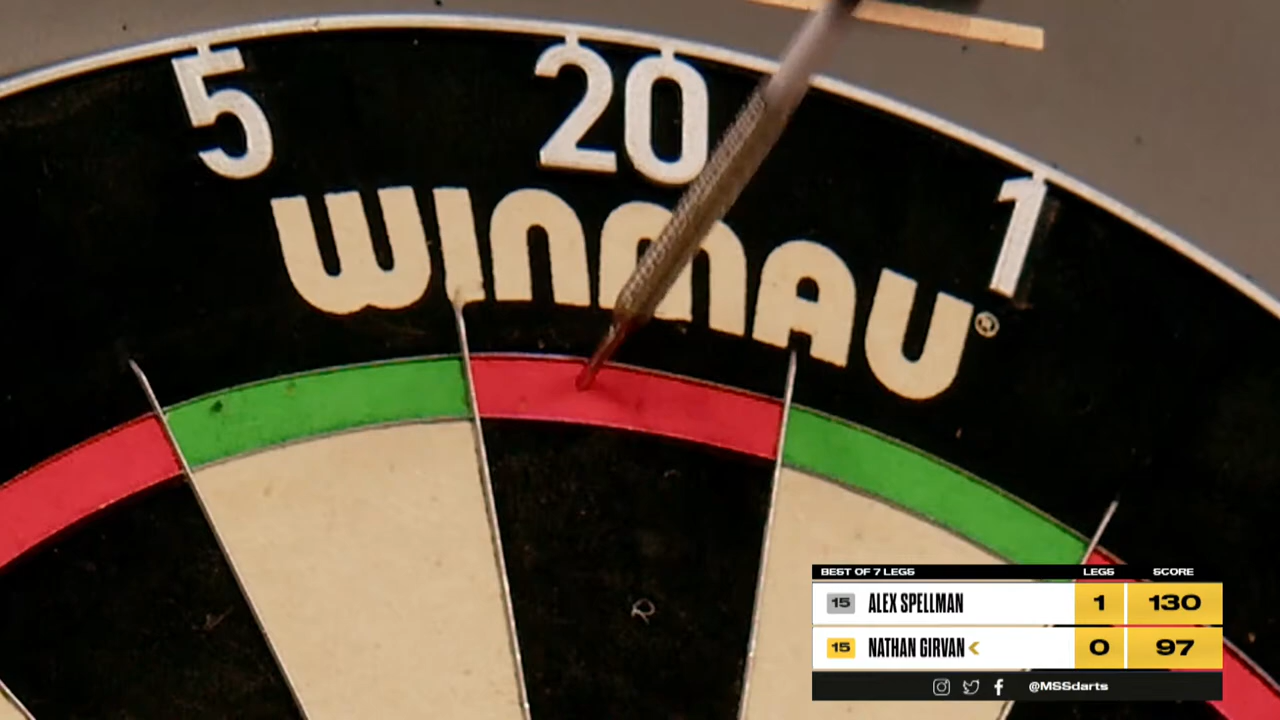 5 20 1
WINMAU®
BEST OF 7 LEGS LEGS SCORE
15 ALEX SPELLMAN 1 130
15 NATHAN GIRVAN 0 97
@MSSdarts